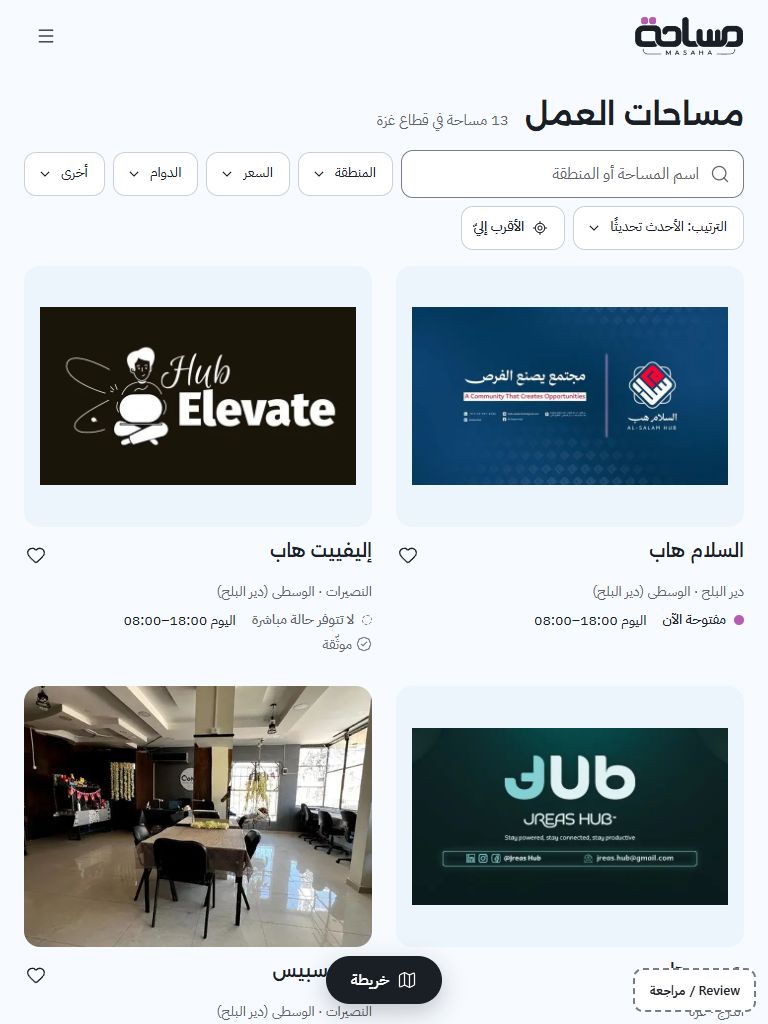 مساحة
MASAHA
مساحات العمل
13 مساحة في قطاع غزة
اسم المساحة أو المنطقة
المنطقة
السعر
الدوام
أخرى
الترتيب: الأحدث تحديثًا
الأقرب إليّ
مجتمع يصنع الفرص
A Community That Creates Opportunities
السلام هب
AL-SALAM HUB
Hub
Elevate
السلام هاب
دير البلح · الوسطى (دير البلح)
مفتوحة الآن
اليوم 08:00–18:00
إليفييت هاب
النصيرات · الوسطى (دير البلح)
لا تتوفر حالة مباشرة
اليوم 08:00–18:00
موثّقة
JREAS HUB
Stay powered, stay connected, stay productive
@Jreas Hub
jreas.hub@gmail.com
سبيس
النصيرات · الوسطى (دير البلح)
خريطة
مراجعة / Review